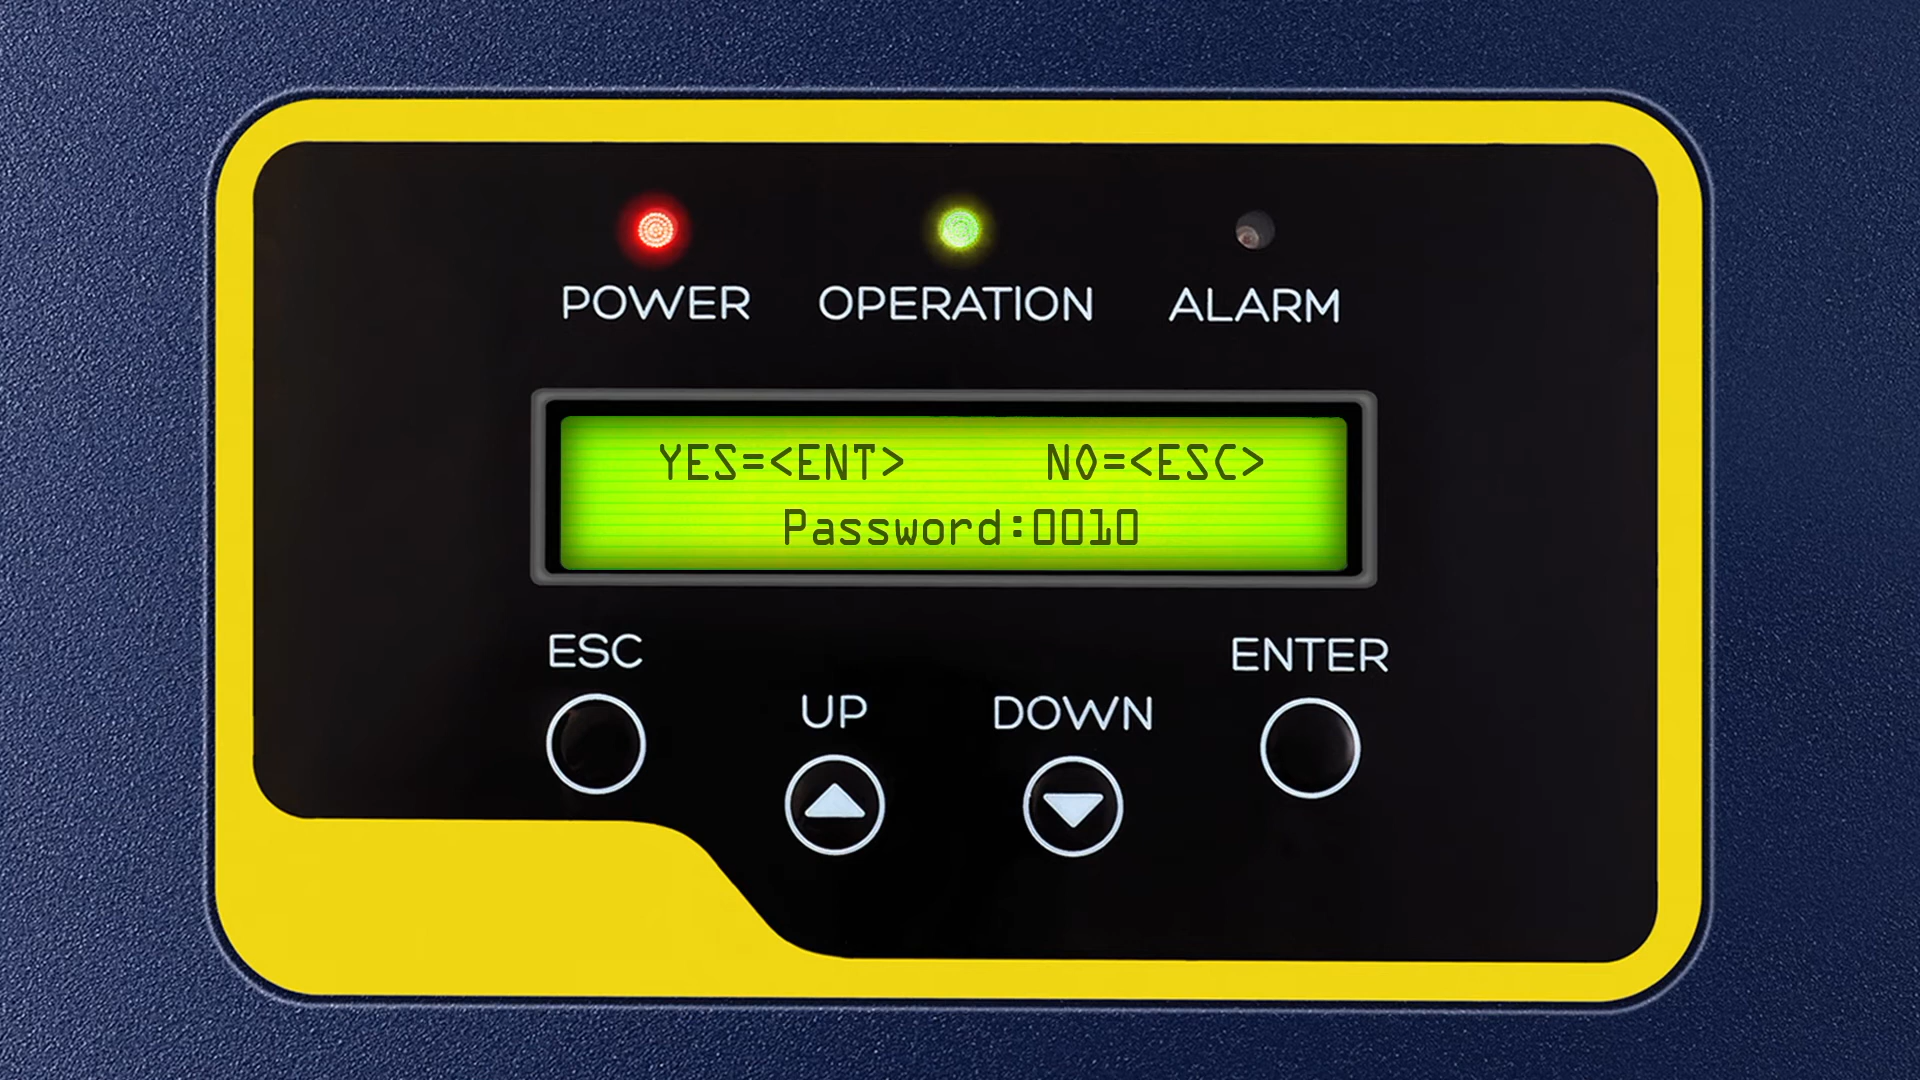 POWER OPERATION ALARM
YES=<ENT> NO=<ESC>
Password:0010
ESC UP DOWN ENTER